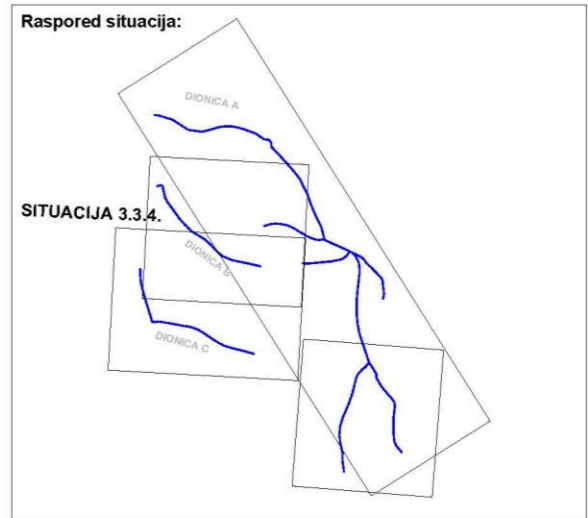 Raspored situacija:
DIONICA A
SITUACIJA 3.3.4.
DIONICA B
DIONICA C